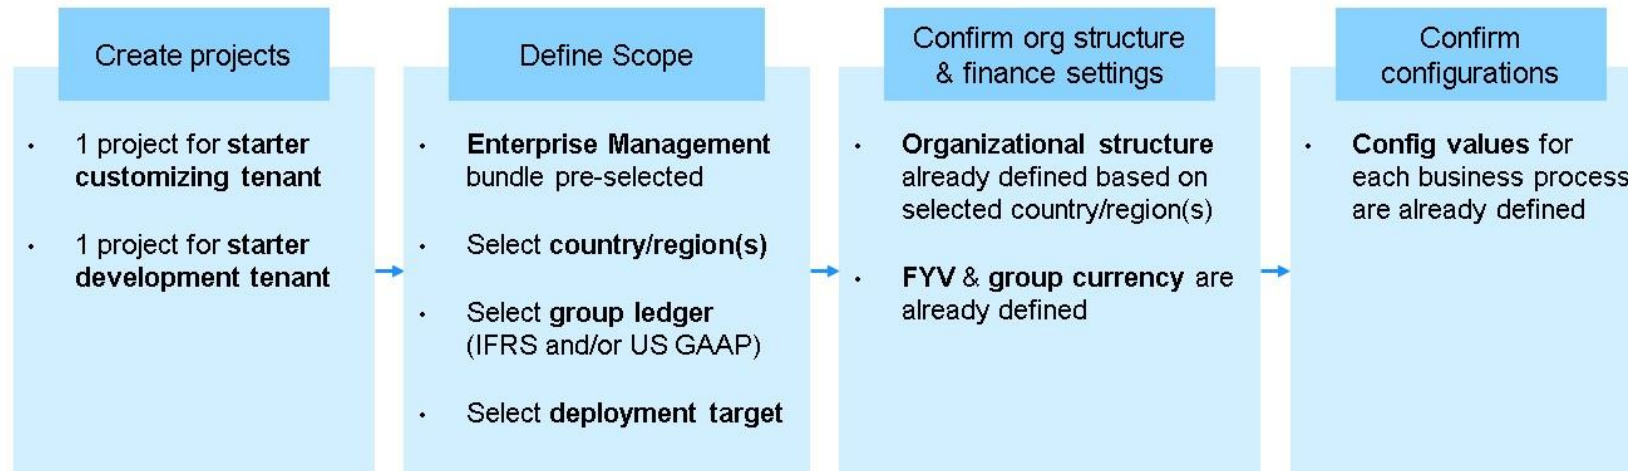 Create projects
• 1 project for starter
customizing tenant
• 1 project for starter
development tenant
Define Scope
• Enterprise Management
bundle pre-selected
• Select country/region(s)
• Select group ledger
(IFRS and/or US GAAP)
• Select deployment target
Confirm org structure
& finance settings
• Organizational structure
already defined based on
selected country/region(s)
• FYV & group currency are
already defined
Confirm
configurations
• Config values for
each business process
are already defined